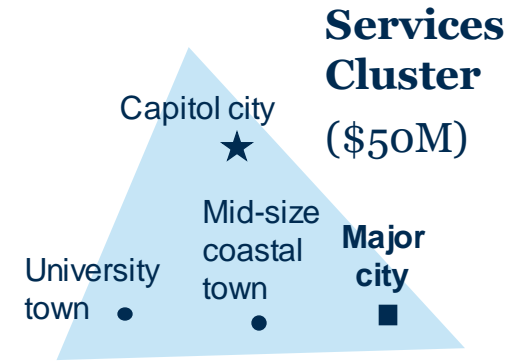 Services
Cluster
($50M)
Capitol city
Mid-size
coastal
town
Major
city
University
town